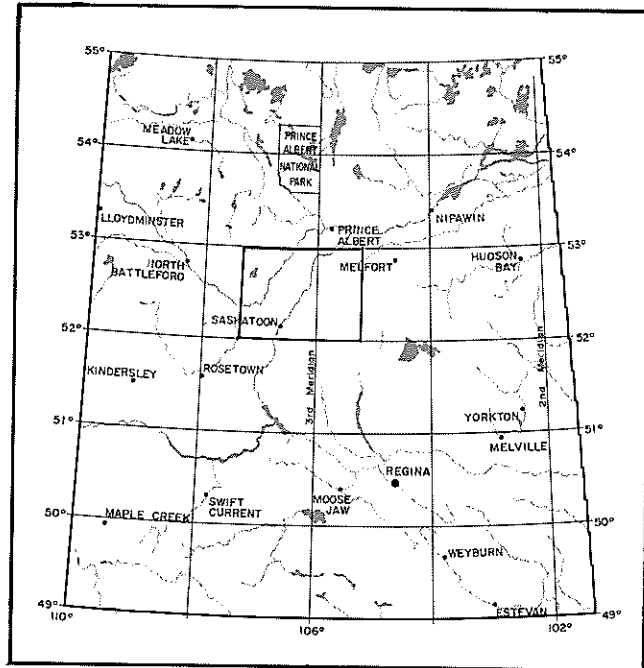 55°
55°
MEADOW
LAKE
PRINCE
ALBERT
NATIONAL
PARK
54°
54°
LLOYDMINSTER
NIPAWIN
PRINCE
ALBERT
53°
53°
NORTH
BATTLEFORD
MELFORT
HUDSON
BAY
SASKATOON
52°
52°
3rd Meridian
2nd Meridian
KINDERSLEY
ROSETOWN
YORKTON
51°
51°
MELVILLE
REGINA
SWIFT
CURRENT
MOOSE
JAW
50°
MAPLE CREEK
50°
WEYBURN
49°
ESTEVAN
49°
110°
106°
102°